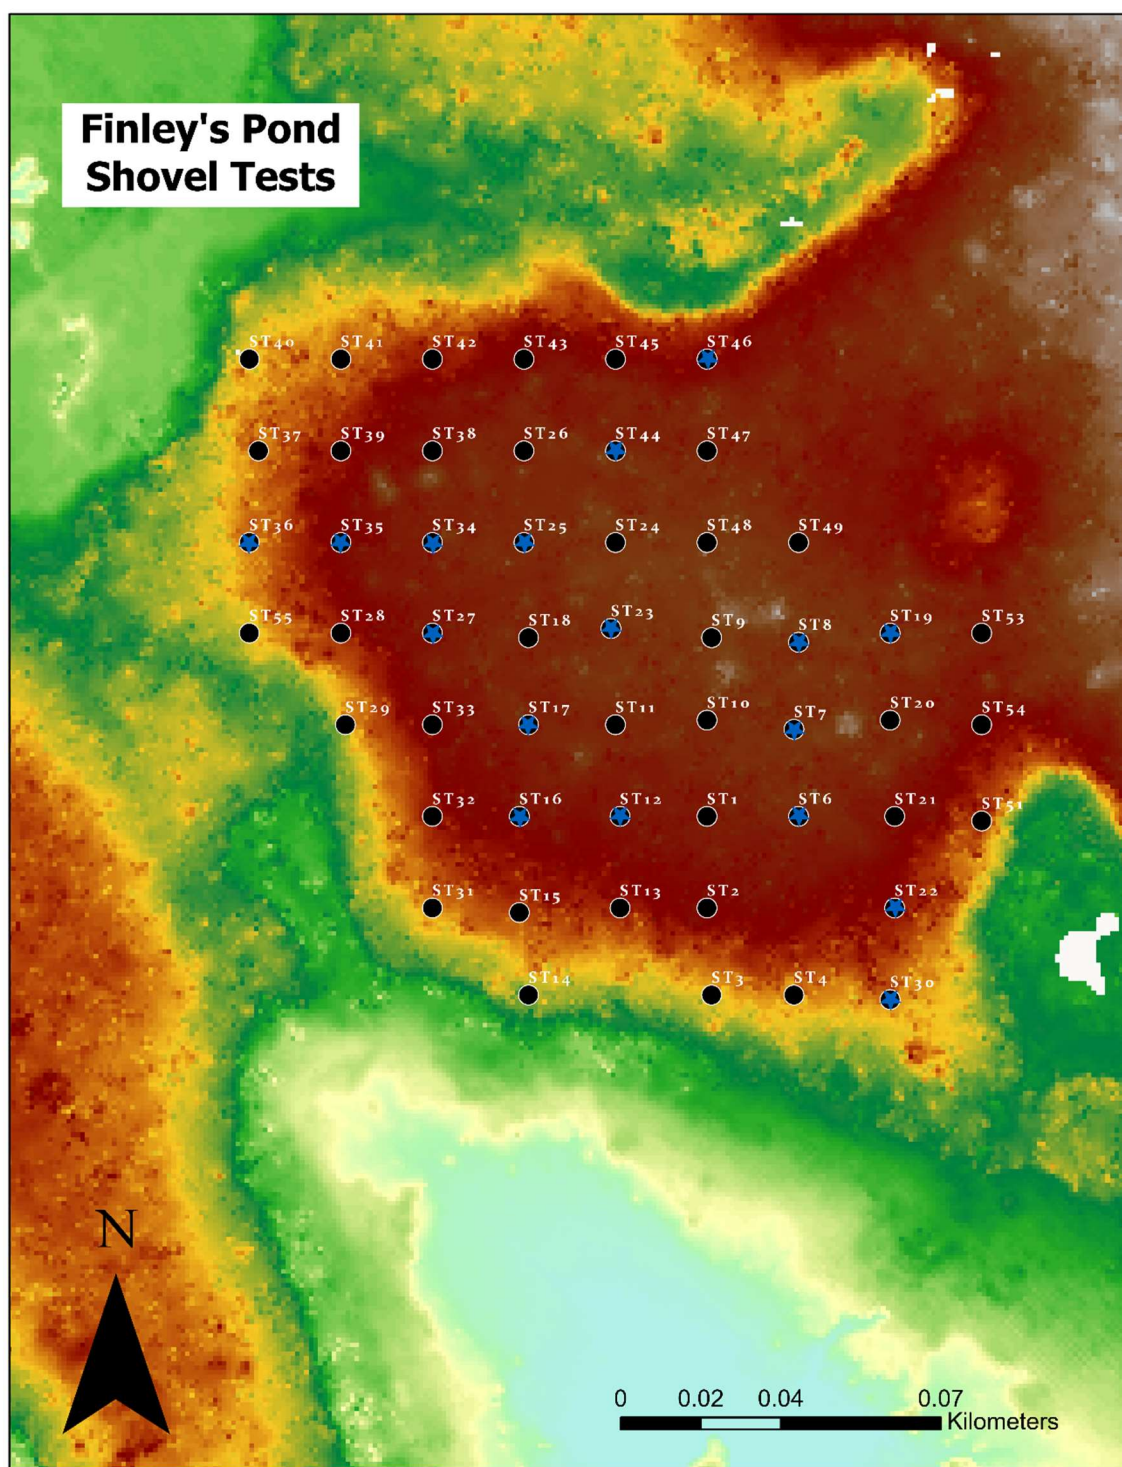 Finley's Pond
Shovel Tests
ST40 ST41 ST42 ST43 ST45 ST46
ST37 ST39 ST38 ST26 ST44 ST47
ST36 ST35 ST34 ST25 ST24 ST48 ST49
ST55 ST28 ST27 ST18 ST23 ST9 ST8 ST19 ST53
ST29 ST33 ST17 ST11 ST10 ST7 ST20 ST54
ST32 ST16 ST12 ST1 ST6 ST21 ST51
ST31 ST15 ST13 ST2 ST22
ST14 ST3 ST4 ST30
N
0 0.02 0.04 0.07
Kilometers